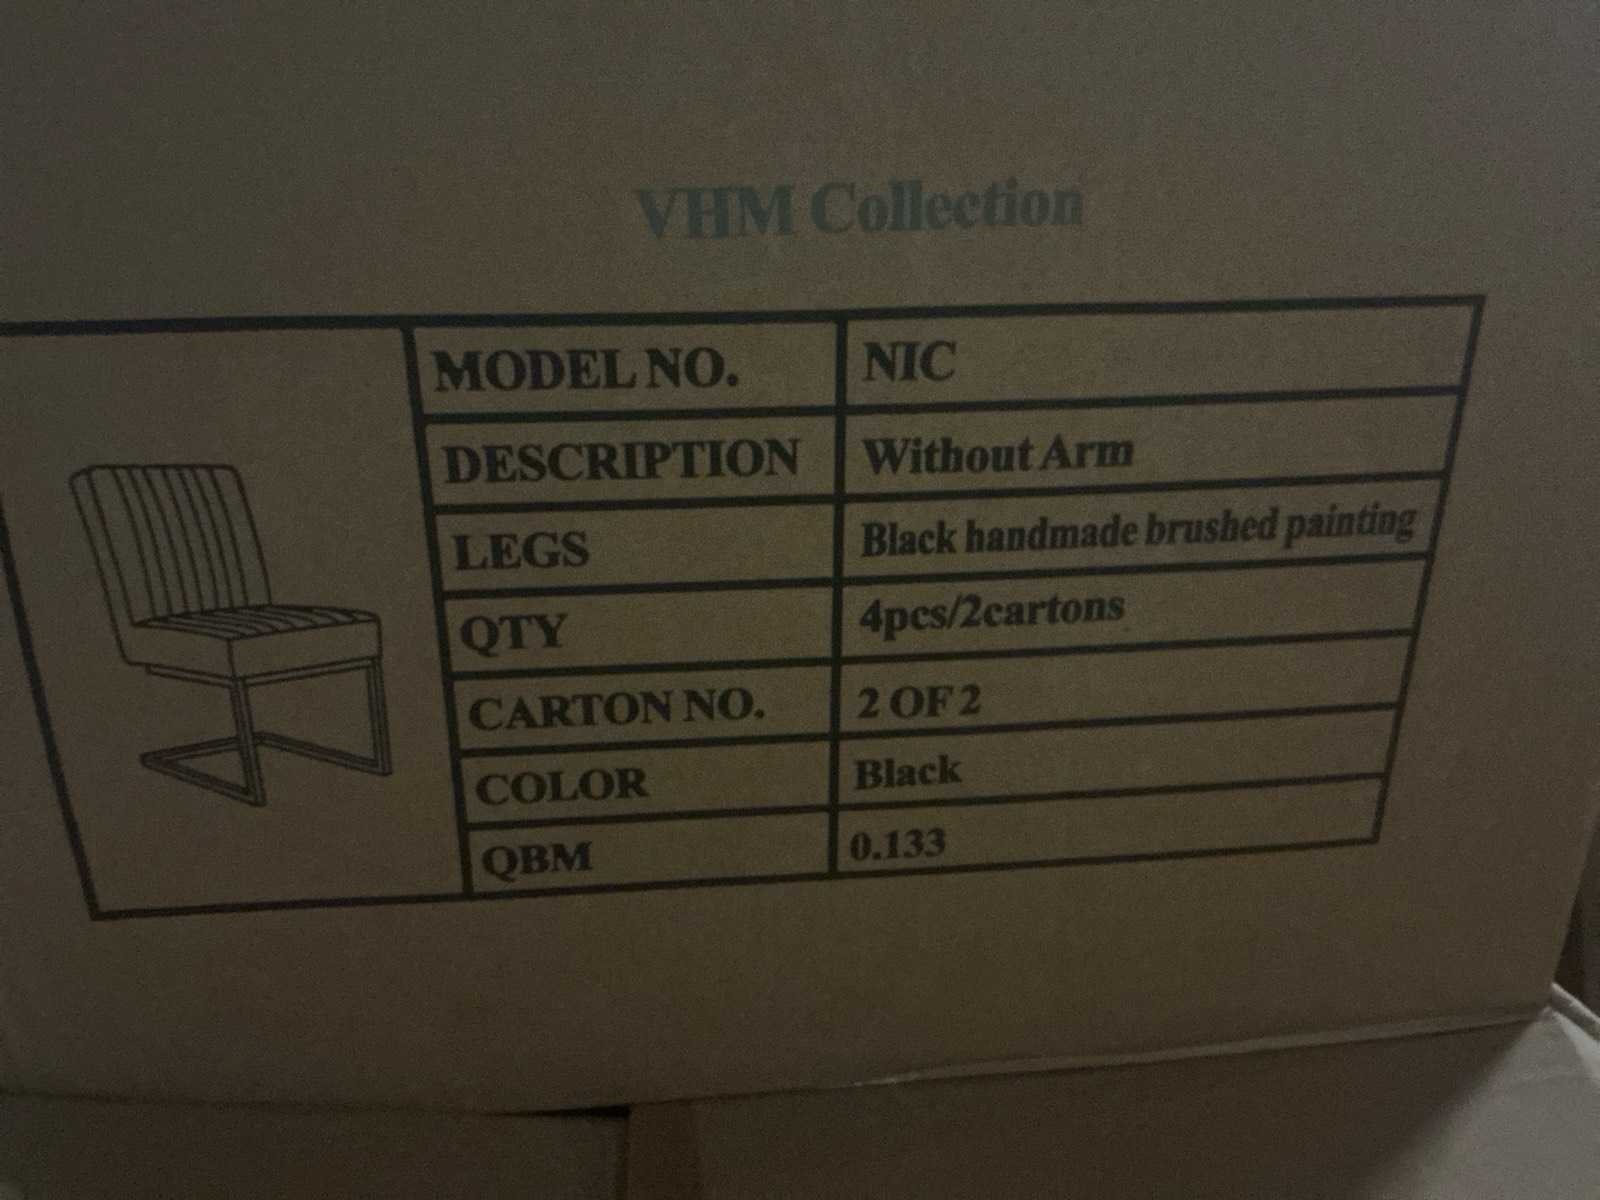 VHM Collection
MODEL NO. NIC
DESCRIPTION Without Arm
LEGS Black handmade brushed painting
QTY 4pcs/2cartons
CARTON NO. 2 OF 2
COLOR Black
QBM 0.133